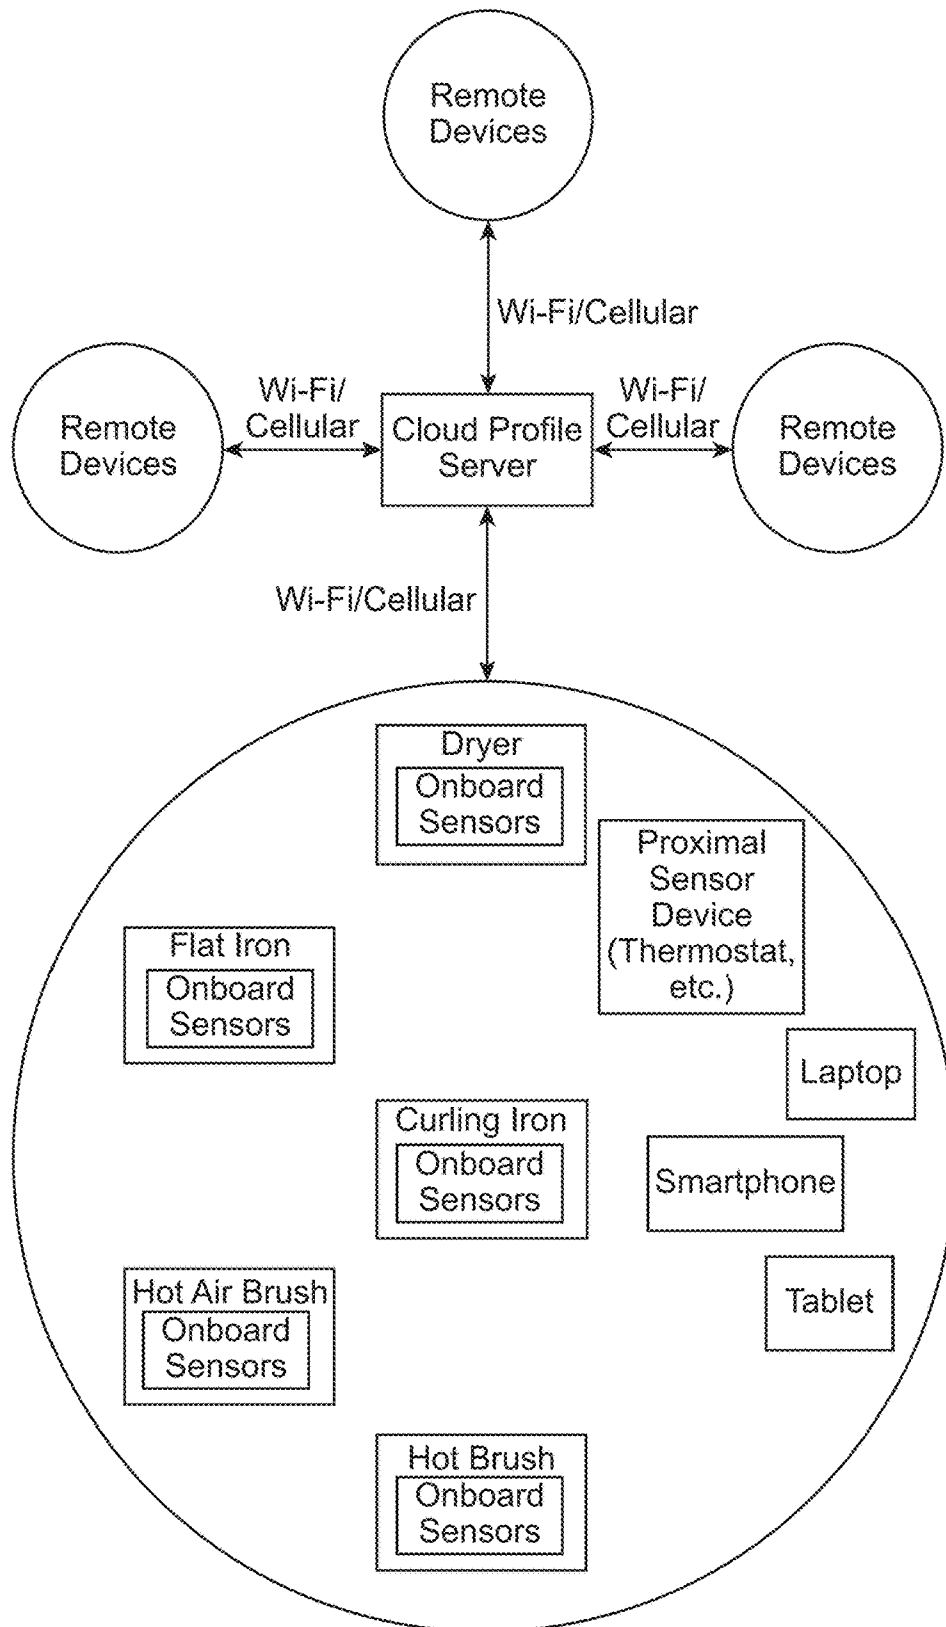 Remote
Devices
Wi-Fi/Cellular
Remote
Devices
Wi-Fi/
Cellular
Cloud Profile
Server
Wi-Fi/
Cellular
Remote
Devices
Wi-Fi/Cellular
Dryer
Onboard
Sensors
Proximal
Sensor
Device
(Thermostat,
etc.)
Flat Iron
Onboard
Sensors
Laptop
Curling Iron
Onboard
Sensors
Smartphone
Hot Air Brush
Onboard
Sensors
Tablet
Hot Brush
Onboard
Sensors